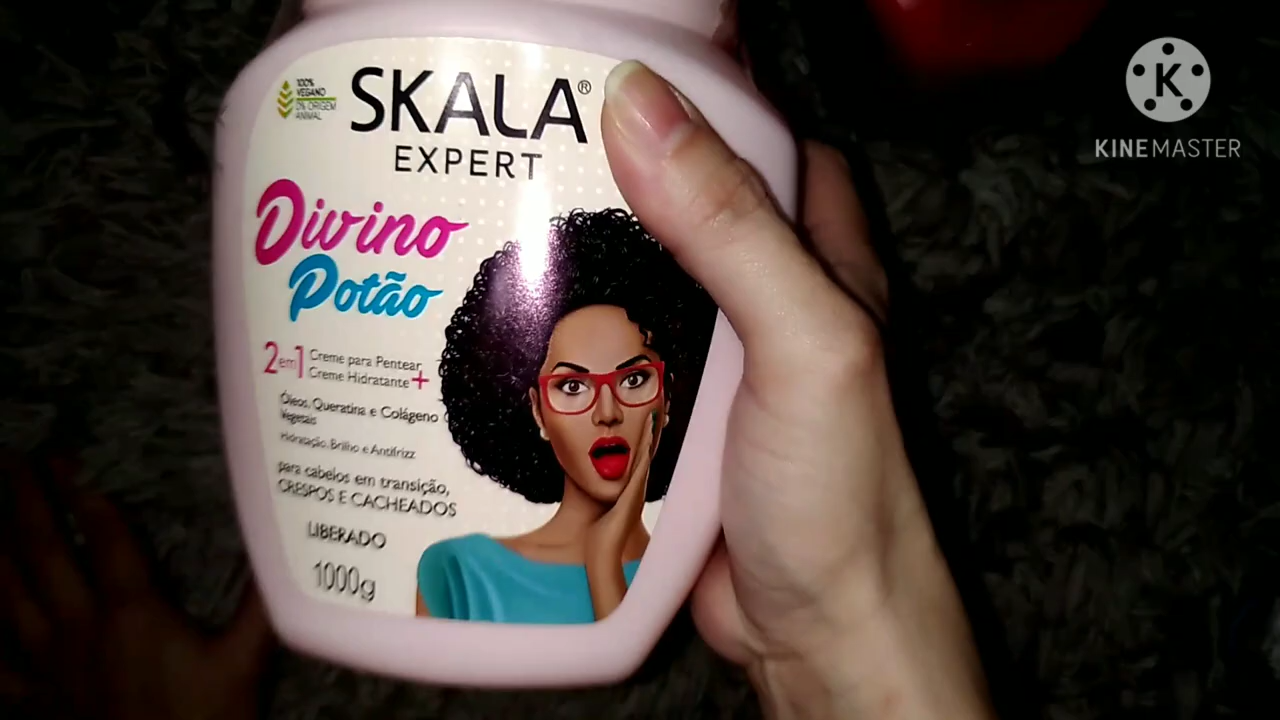 100%
VEGANO
0% ORIGEM
ANIMAL
SKALA®
EXPERT
Divino
Potão
2 em 1 Creme para Pentear
Creme Hidratante +
Óleos, Queratina e Colágeno
Vegetais
Hidratação, Brilho e Antifrizz
para cabelos em transição,
CRESPOS E CACHEADOS
LIBERADO
1000g
K
KINEMASTER